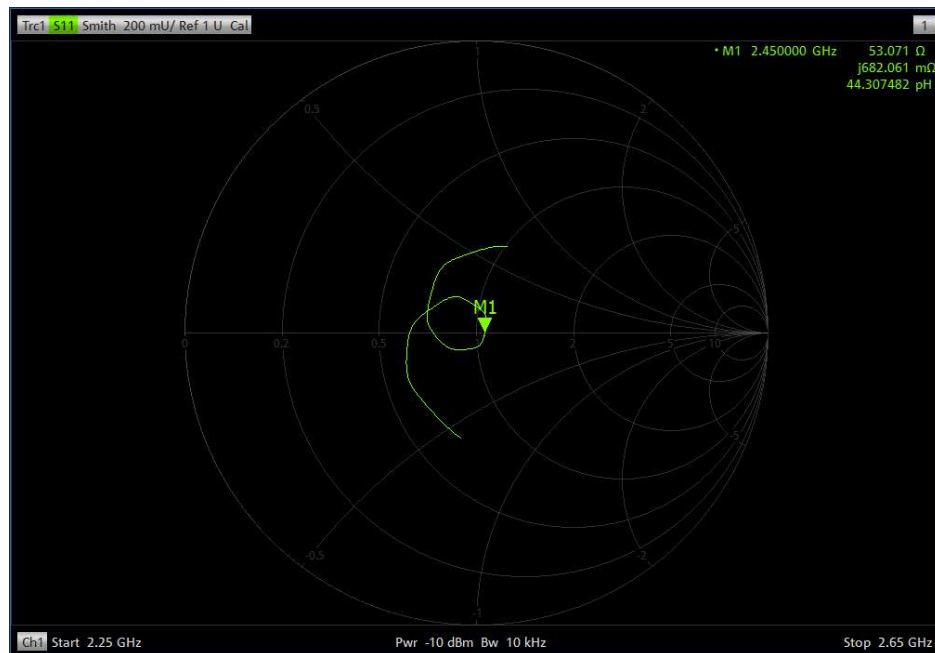 Trc1 S11 Smith 200 mU/ Ref 1 U Cal 1
• M1 2.450000 GHz 53.071 Ω
j682.061 mΩ
44.307482 pH
1
0.5 2
5
M1
0 0.2 0.5 1 2 5 10
-5
-0.5 -2
-1
Ch1 Start 2.25 GHz Pwr -10 dBm Bw 10 kHz Stop 2.65 GHz